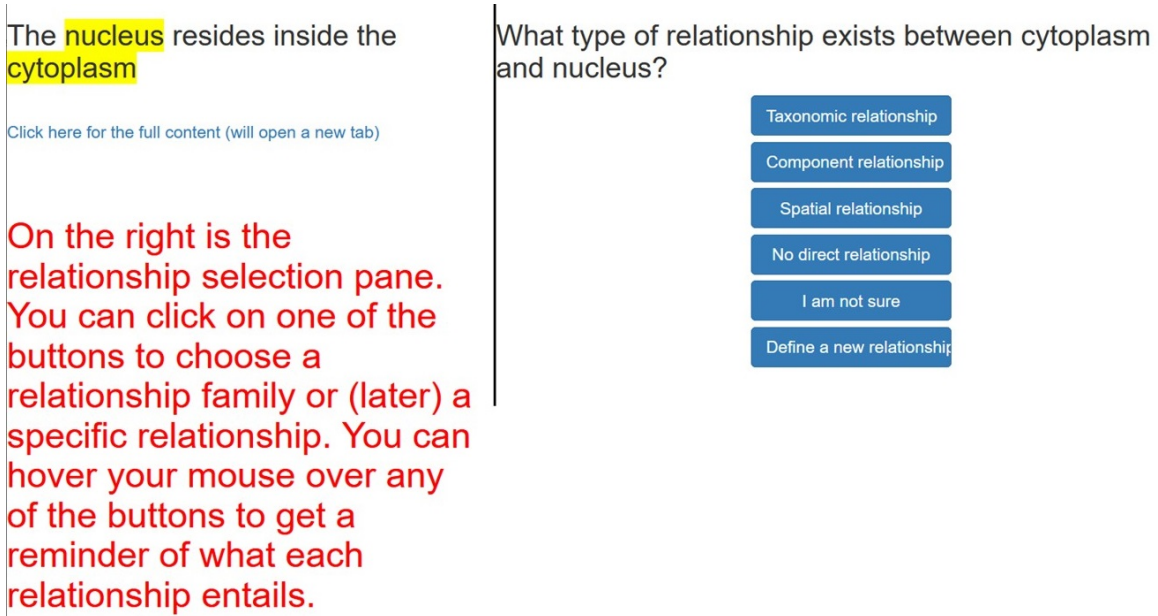 The nucleus resides inside the
cytoplasm
Click here for the full content (will open a new tab)
On the right is the
relationship selection pane.
You can click on one of the
buttons to choose a
relationship family or (later) a
specific relationship. You can
hover your mouse over any
of the buttons to get a
reminder of what each
relationship entails.
What type of relationship exists between cytoplasm
and nucleus?
Taxonomic relationship
Component relationship
Spatial relationship
No direct relationship
I am not sure
Define a new relationship